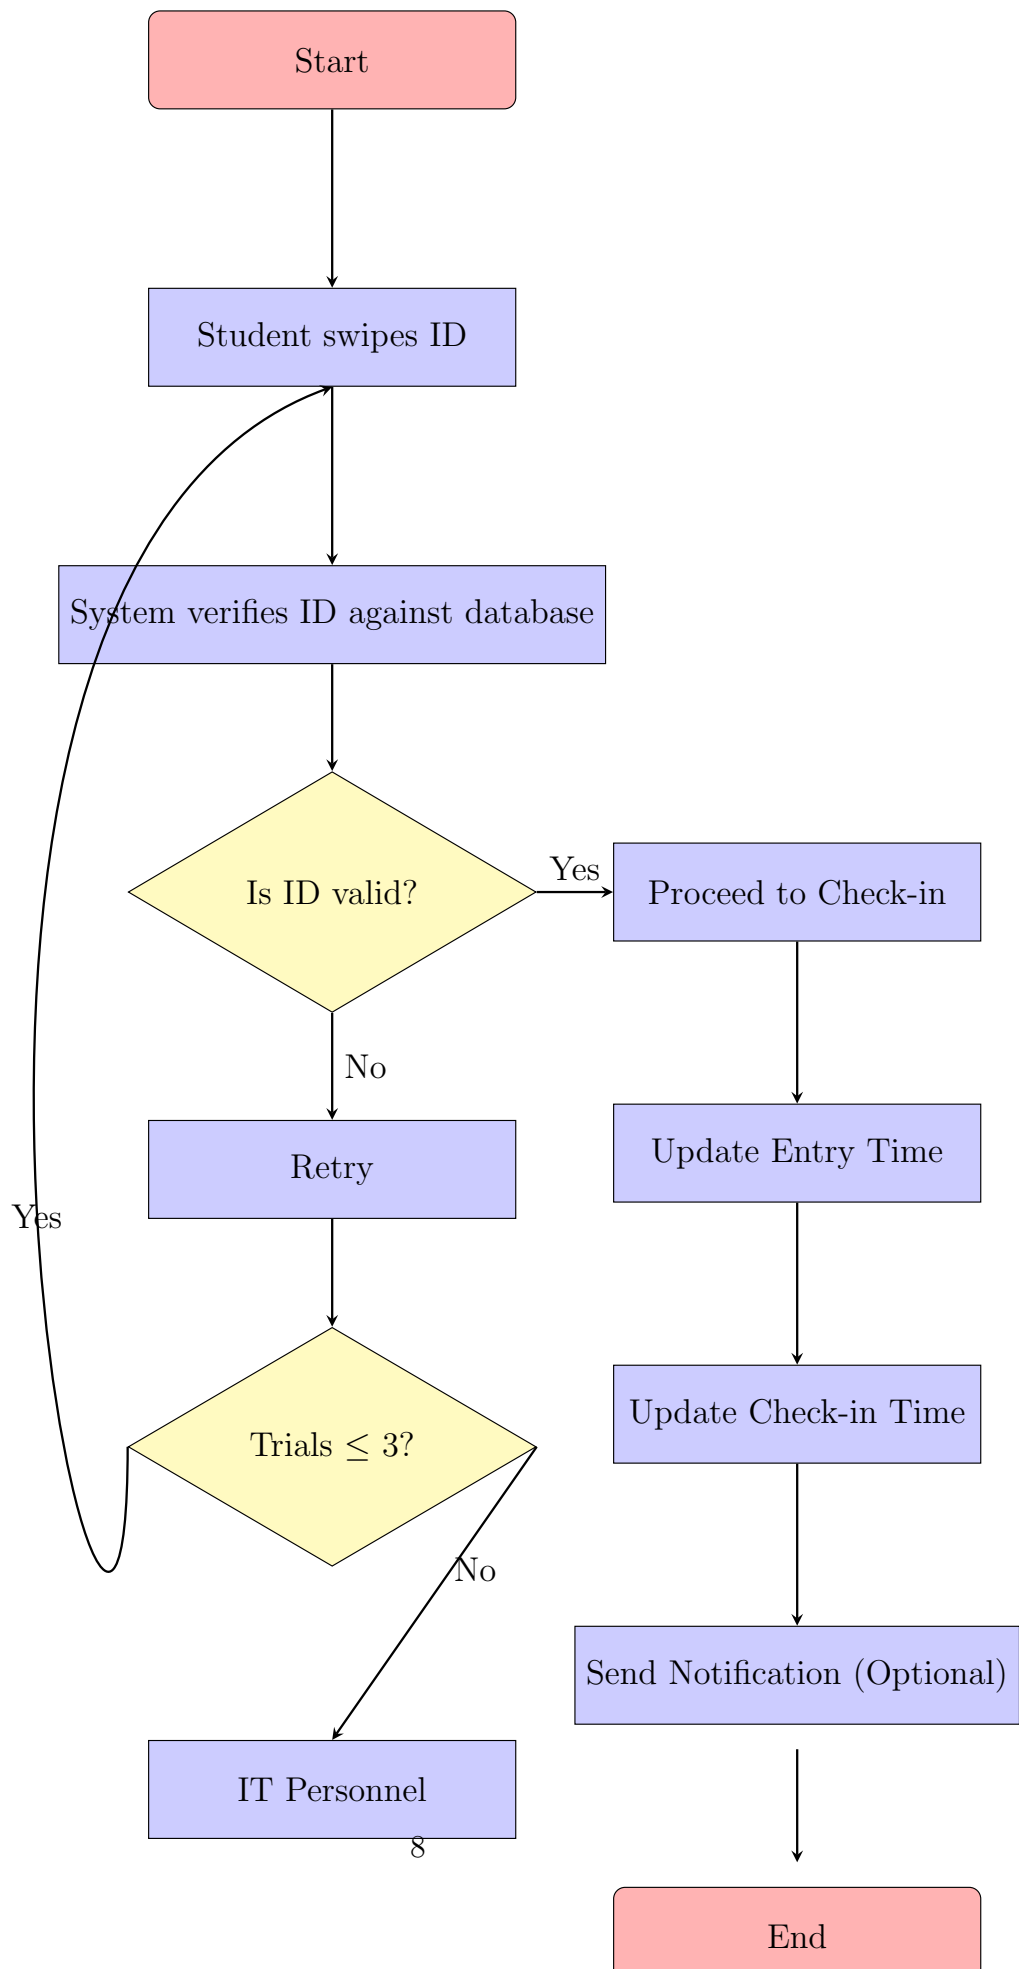 Start
Student swipes ID
System verifies ID against database
Is ID valid?
Yes
Proceed to Check-in
No
Update Entry Time
Retry
Yes
Update Check-in Time
Trials ≤ 3?
No
Send Notification (Optional)
IT Personnel
8
End